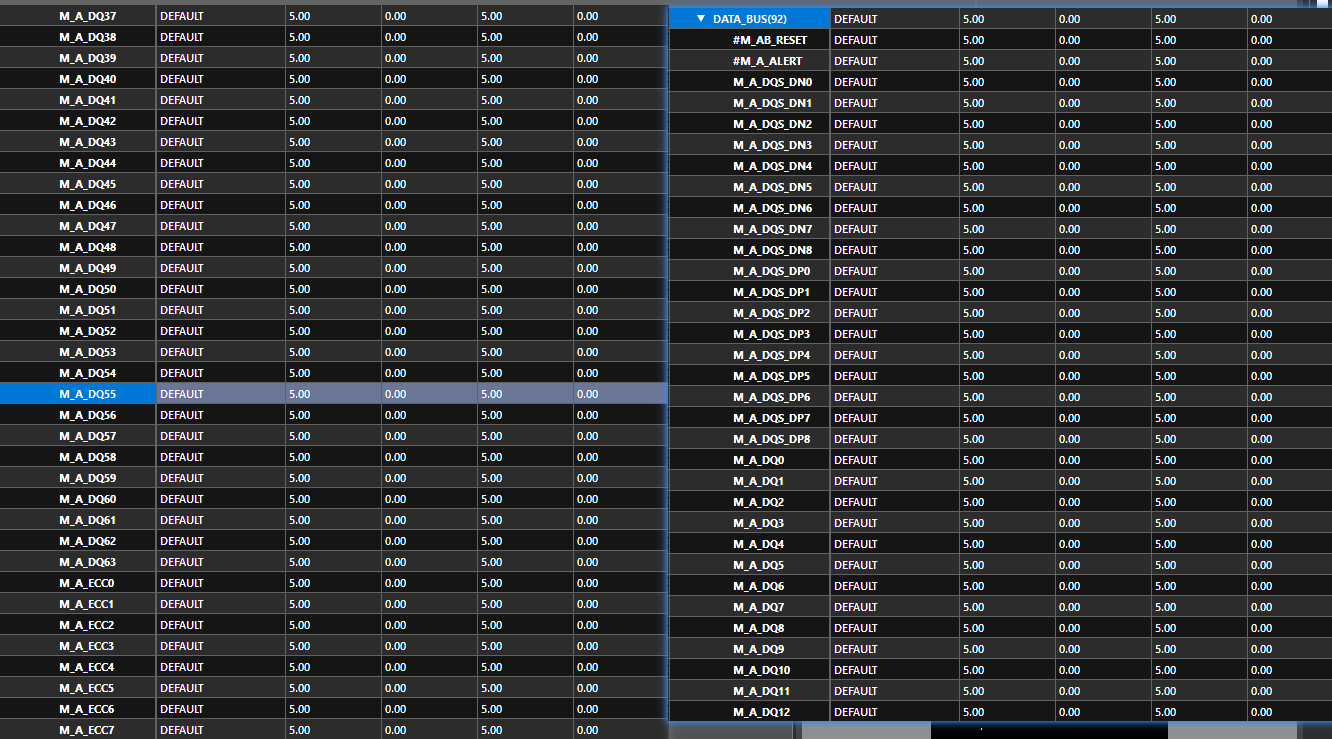 M_A_DQ37 DEFAULT 5.00 0.00 5.00 0.00
M_A_DQ38 DEFAULT 5.00 0.00 5.00 0.00
M_A_DQ39 DEFAULT 5.00 0.00 5.00 0.00
M_A_DQ40 DEFAULT 5.00 0.00 5.00 0.00
M_A_DQ41 DEFAULT 5.00 0.00 5.00 0.00
M_A_DQ42 DEFAULT 5.00 0.00 5.00 0.00
M_A_DQ43 DEFAULT 5.00 0.00 5.00 0.00
M_A_DQ44 DEFAULT 5.00 0.00 5.00 0.00
M_A_DQ45 DEFAULT 5.00 0.00 5.00 0.00
M_A_DQ46 DEFAULT 5.00 0.00 5.00 0.00
M_A_DQ47 DEFAULT 5.00 0.00 5.00 0.00
M_A_DQ48 DEFAULT 5.00 0.00 5.00 0.00
M_A_DQ49 DEFAULT 5.00 0.00 5.00 0.00
M_A_DQ50 DEFAULT 5.00 0.00 5.00 0.00
M_A_DQ51 DEFAULT 5.00 0.00 5.00 0.00
M_A_DQ52 DEFAULT 5.00 0.00 5.00 0.00
M_A_DQ53 DEFAULT 5.00 0.00 5.00 0.00
M_A_DQ54 DEFAULT 5.00 0.00 5.00 0.00
M_A_DQ55 DEFAULT 5.00 0.00 5.00 0.00
M_A_DQ56 DEFAULT 5.00 0.00 5.00 0.00
M_A_DQ57 DEFAULT 5.00 0.00 5.00 0.00
M_A_DQ58 DEFAULT 5.00 0.00 5.00 0.00
M_A_DQ59 DEFAULT 5.00 0.00 5.00 0.00
M_A_DQ60 DEFAULT 5.00 0.00 5.00 0.00
M_A_DQ61 DEFAULT 5.00 0.00 5.00 0.00
M_A_DQ62 DEFAULT 5.00 0.00 5.00 0.00
M_A_DQ63 DEFAULT 5.00 0.00 5.00 0.00
M_A_ECC0 DEFAULT 5.00 0.00 5.00 0.00
M_A_ECC1 DEFAULT 5.00 0.00 5.00 0.00
M_A_ECC2 DEFAULT 5.00 0.00 5.00 0.00
M_A_ECC3 DEFAULT 5.00 0.00 5.00 0.00
M_A_ECC4 DEFAULT 5.00 0.00 5.00 0.00
M_A_ECC5 DEFAULT 5.00 0.00 5.00 0.00
M_A_ECC6 DEFAULT 5.00 0.00 5.00 0.00
M_A_ECC7 DEFAULT 5.00 0.00 5.00 0.00
DATA_BUS(92) DEFAULT 5.00 0.00 5.00 0.00
#M_AB_RESET DEFAULT 5.00 0.00 5.00 0.00
#M_A_ALERT DEFAULT 5.00 0.00 5.00 0.00
M_A_DQS_DN0 DEFAULT 5.00 0.00 5.00 0.00
M_A_DQS_DN1 DEFAULT 5.00 0.00 5.00 0.00
M_A_DQS_DN2 DEFAULT 5.00 0.00 5.00 0.00
M_A_DQS_DN3 DEFAULT 5.00 0.00 5.00 0.00
M_A_DQS_DN4 DEFAULT 5.00 0.00 5.00 0.00
M_A_DQS_DN5 DEFAULT 5.00 0.00 5.00 0.00
M_A_DQS_DN6 DEFAULT 5.00 0.00 5.00 0.00
M_A_DQS_DN7 DEFAULT 5.00 0.00 5.00 0.00
M_A_DQS_DN8 DEFAULT 5.00 0.00 5.00 0.00
M_A_DQS_DP0 DEFAULT 5.00 0.00 5.00 0.00
M_A_DQS_DP1 DEFAULT 5.00 0.00 5.00 0.00
M_A_DQS_DP2 DEFAULT 5.00 0.00 5.00 0.00
M_A_DQS_DP3 DEFAULT 5.00 0.00 5.00 0.00
M_A_DQS_DP4 DEFAULT 5.00 0.00 5.00 0.00
M_A_DQS_DP5 DEFAULT 5.00 0.00 5.00 0.00
M_A_DQS_DP6 DEFAULT 5.00 0.00 5.00 0.00
M_A_DQS_DP7 DEFAULT 5.00 0.00 5.00 0.00
M_A_DQS_DP8 DEFAULT 5.00 0.00 5.00 0.00
M_A_DQ0 DEFAULT 5.00 0.00 5.00 0.00
M_A_DQ1 DEFAULT 5.00 0.00 5.00 0.00
M_A_DQ2 DEFAULT 5.00 0.00 5.00 0.00
M_A_DQ3 DEFAULT 5.00 0.00 5.00 0.00
M_A_DQ4 DEFAULT 5.00 0.00 5.00 0.00
M_A_DQ5 DEFAULT 5.00 0.00 5.00 0.00
M_A_DQ6 DEFAULT 5.00 0.00 5.00 0.00
M_A_DQ7 DEFAULT 5.00 0.00 5.00 0.00
M_A_DQ8 DEFAULT 5.00 0.00 5.00 0.00
M_A_DQ9 DEFAULT 5.00 0.00 5.00 0.00
M_A_DQ10 DEFAULT 5.00 0.00 5.00 0.00
M_A_DQ11 DEFAULT 5.00 0.00 5.00 0.00
M_A_DQ12 DEFAULT 5.00 0.00 5.00 0.00